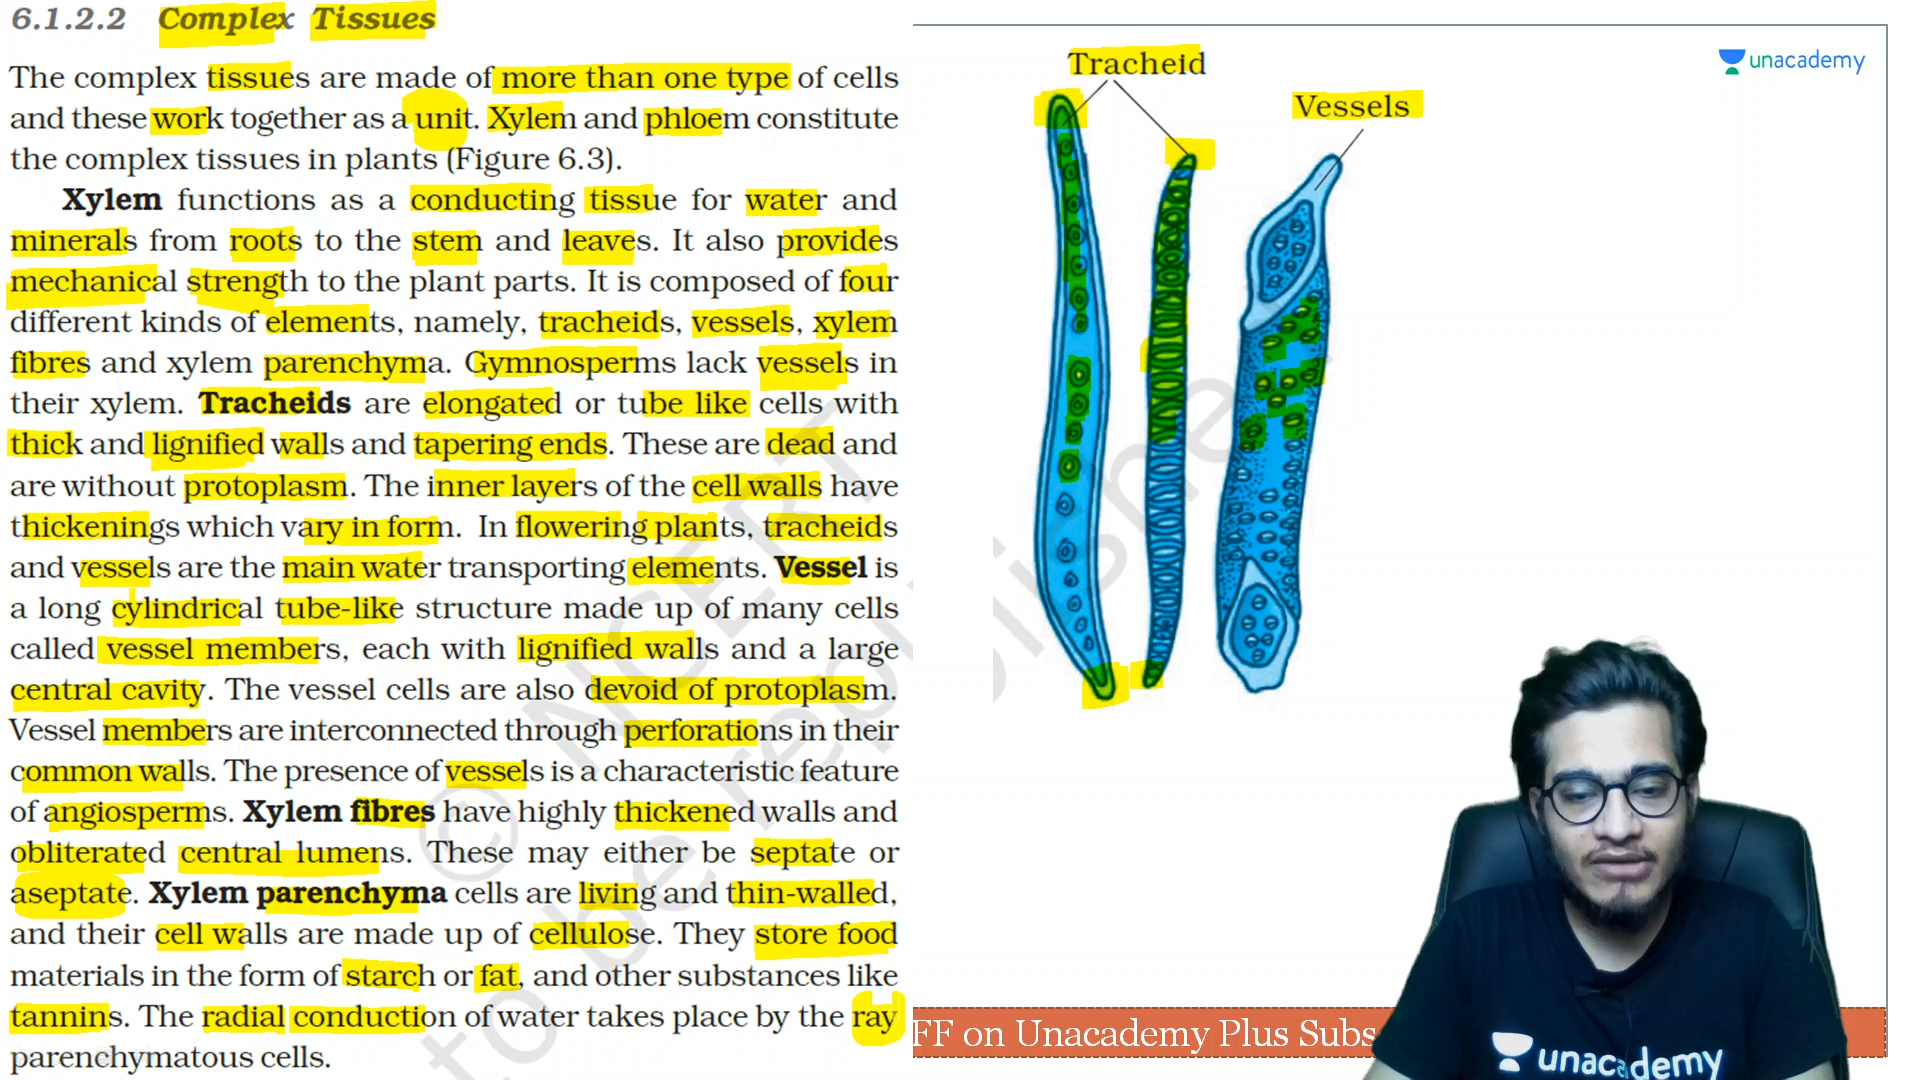 6.1.2.2 Complex Tissues
The complex tissues are made of more than one type of cells
and these work together as a unit. Xylem and phloem constitute
the complex tissues in plants (Figure 6.3).
Xylem functions as a conducting tissue for water and
minerals from roots to the stem and leaves. It also provides
mechanical strength to the plant parts. It is composed of four
different kinds of elements, namely, tracheids, vessels, xylem
fibres and xylem parenchyma. Gymnosperms lack vessels in
their xylem. Tracheids are elongated or tube like cells with
thick and lignified walls and tapering ends. These are dead and
are without protoplasm. The inner layers of the cell walls have
thickenings which vary in form. In flowering plants, tracheids
and vessels are the main water transporting elements. Vessel is
a long cylindrical tube-like structure made up of many cells
called vessel members, each with lignified walls and a large
central cavity. The vessel cells are also devoid of protoplasm.
Vessel members are interconnected through perforations in their
common walls. The presence of vessels is a characteristic feature
of angiosperms. Xylem fibres have highly thickened walls and
obliterated central lumens. These may either be septate or
aseptate. Xylem parenchyma cells are living and thin-walled,
and their cell walls are made up of cellulose. They store food
materials in the form of starch or fat, and other substances like
tannins. The radial conduction of water takes place by the ray
parenchymatous cells.
© NCERT
to be republishe
Tracheid
Vessels
unacademy
FF on Unacademy Plus Subs
unacademy